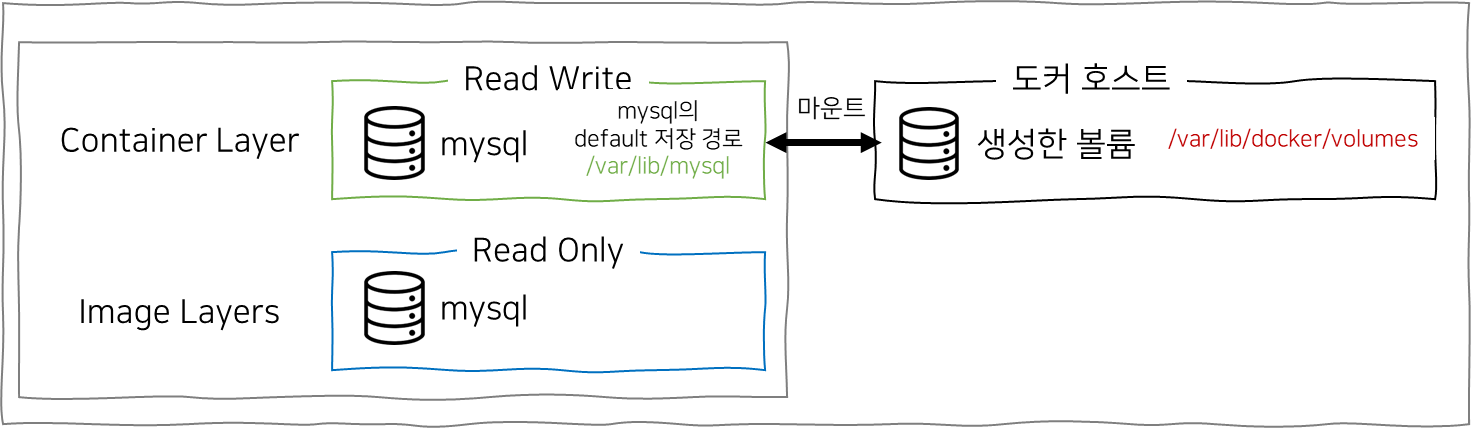 Read Write
도커 호스트
Container Layer
mysql
mysql의
default 저장 경로
/var/lib/mysql
마운트
생성한 볼륨
/var/lib/docker/volumes
Read Only
Image Layers
mysql